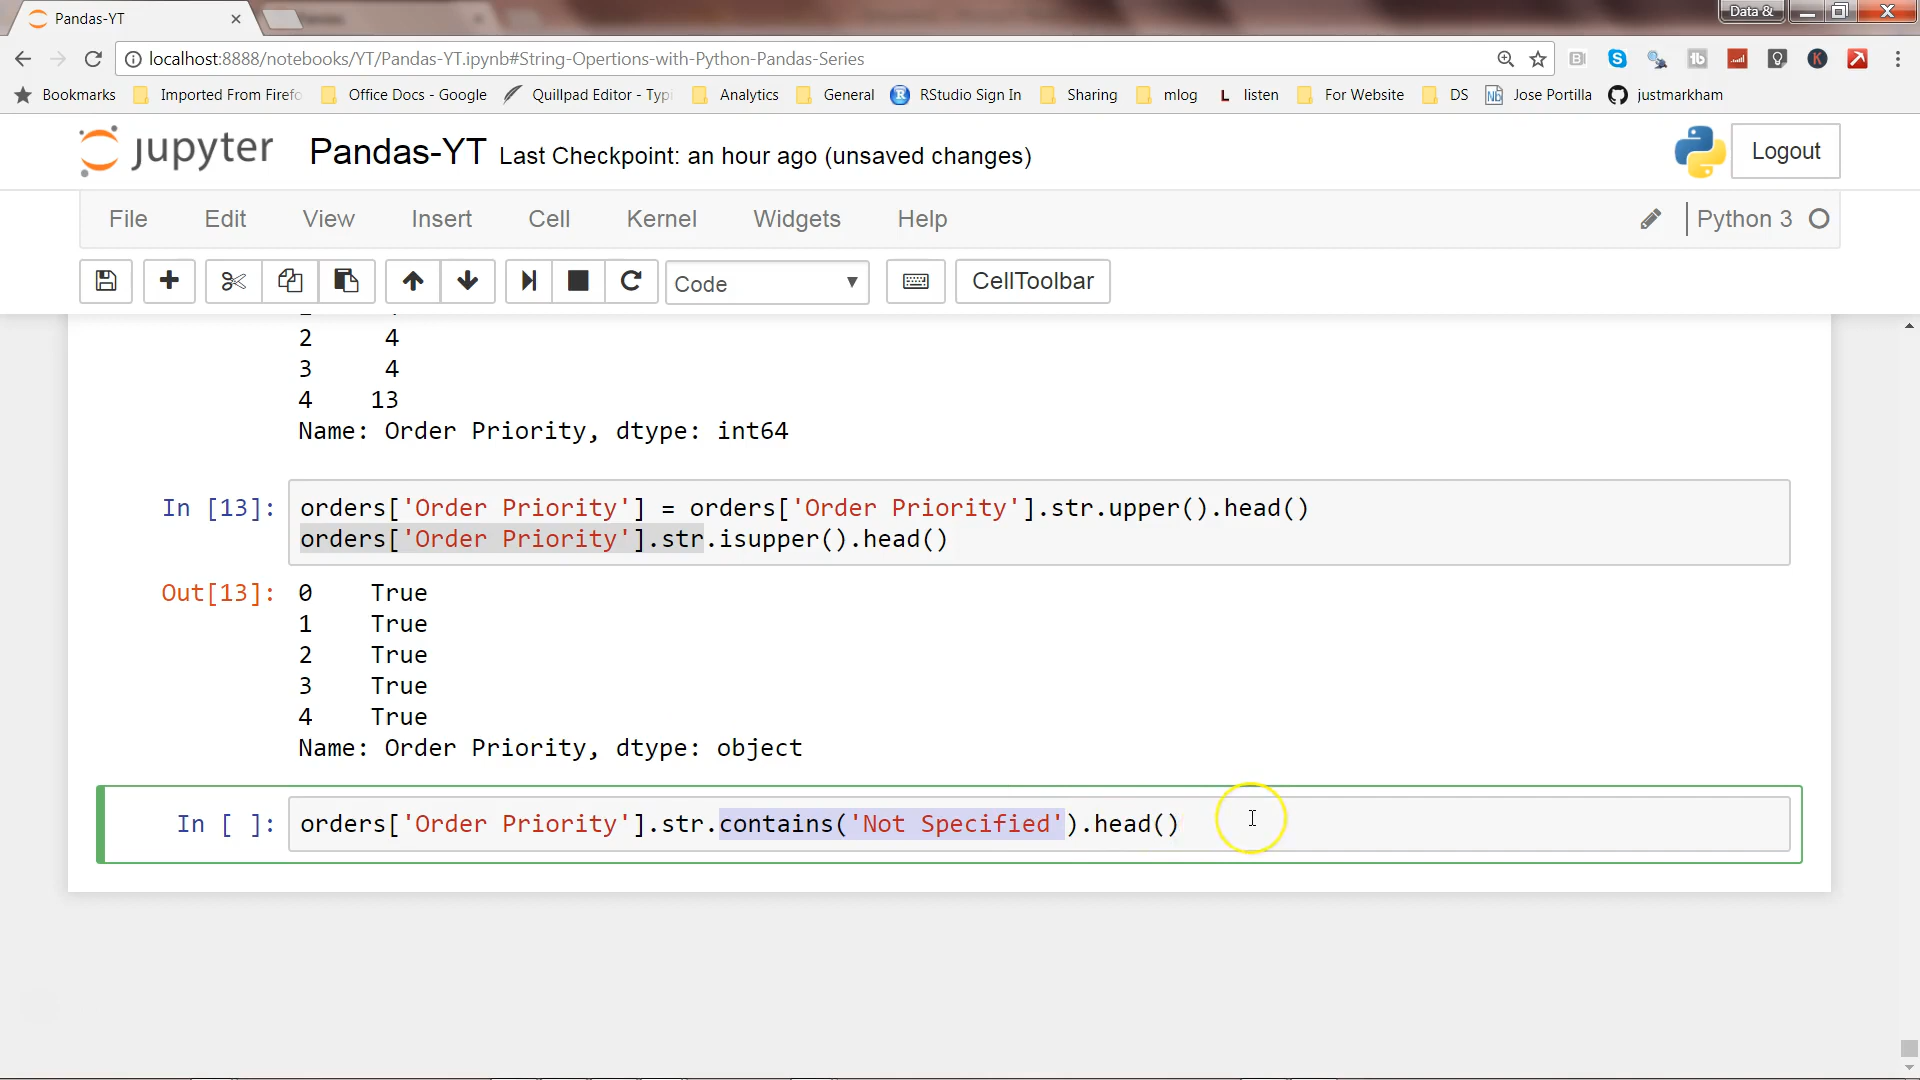 Pandas-YT
Data &
localhost:8888/notebooks/YT/Pandas-YT.ipynb#String-Opertions-with-Python-Pandas-Series
Bookmarks Imported From Firefo Office Docs - Google Quillpad Editor - Typi Analytics General RStudio Sign In Sharing mlog L listen For Website DS Nb Jose Portilla justmarkham
jupyter Pandas-YT Last Checkpoint: an hour ago (unsaved changes) Logout
File Edit View Insert Cell Kernel Widgets Help Python 3
Code CellToolbar
2 4
3 4
4 13
Name: Order Priority, dtype: int64
In [13]: orders['Order Priority'] = orders['Order Priority'].str.upper().head()
orders['Order Priority'].str.isupper().head()
Out[13]: 0 True
1 True
2 True
3 True
4 True
Name: Order Priority, dtype: object
In [ ]: orders['Order Priority'].str.contains('Not Specified').head()